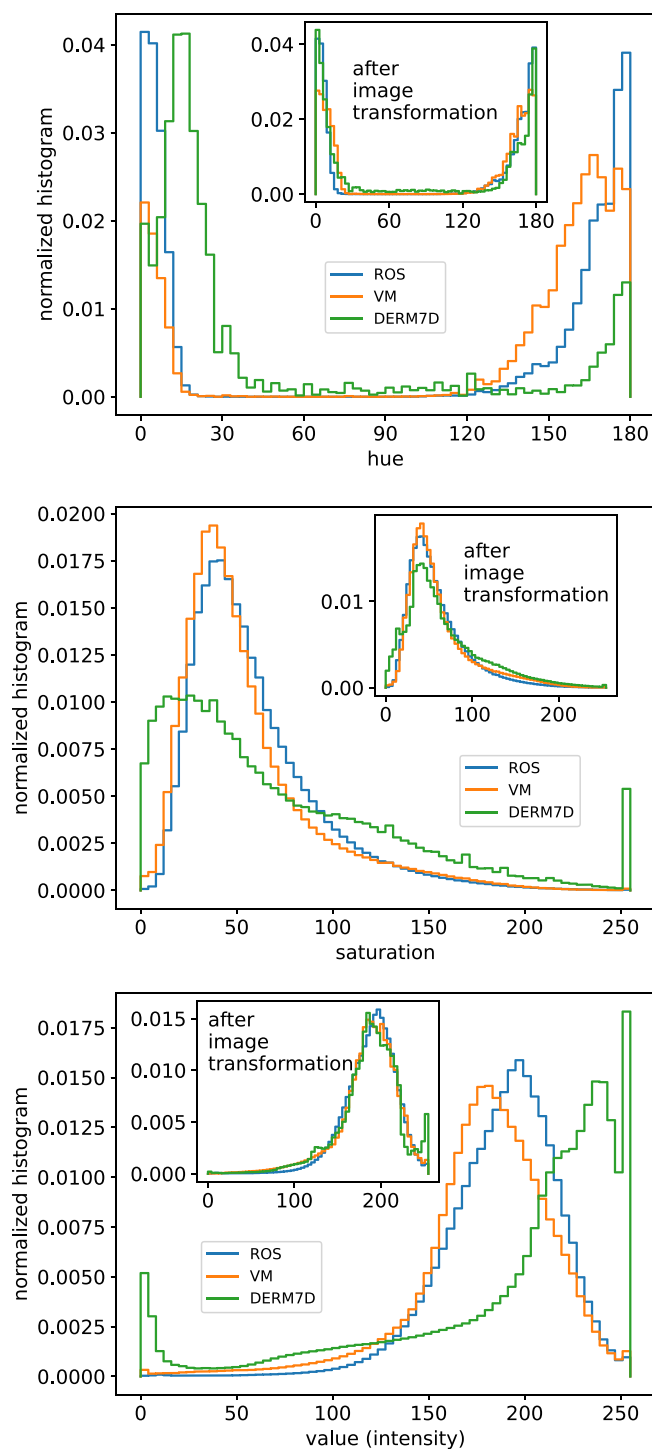 0.04
0.03
0.02
0.01
0.00
normalized histogram
0.04
0.02
0.00
after
image
transformation
0 60 120 180
ROS
VM
DERM7D
0 30 60 90 120 150 180
hue
0.0200
0.0175
0.0150
0.0125
0.0100
0.0075
0.0050
0.0025
0.0000
normalized histogram
0.01
0.00
after
image
transformation
0 100 200
ROS
VM
DERM7D
0 50 100 150 200 250
saturation
0.0175
0.0150
0.0125
0.0100
0.0075
0.0050
0.0025
0.0000
normalized histogram
0.015
0.010
0.005
0.000
after
image
transformation
0 100 200
ROS
VM
DERM7D
0 50 100 150 200 250
value (intensity)